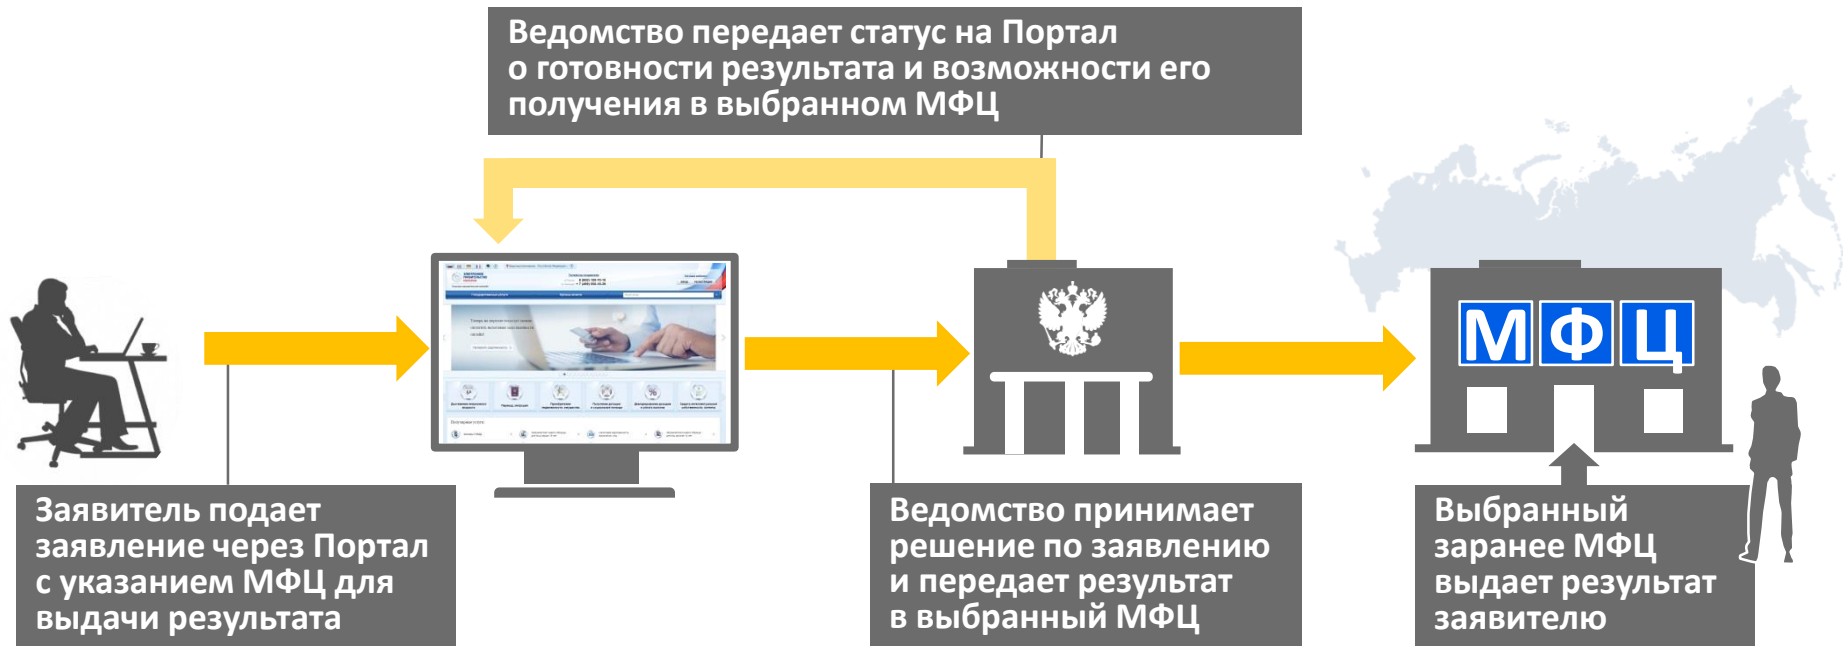 Ведомство передает статус на Портал
о готовности результата и возможности его
получения в выбранном МФЦ
МФЦ
Заявитель подает
заявление через Портал
с указанием МФЦ для
выдачи результата
Ведомство принимает
решение по заявлению
и передает результат
в выбранный МФЦ
Выбранный
заранее МФЦ
выдает результат
заявителю